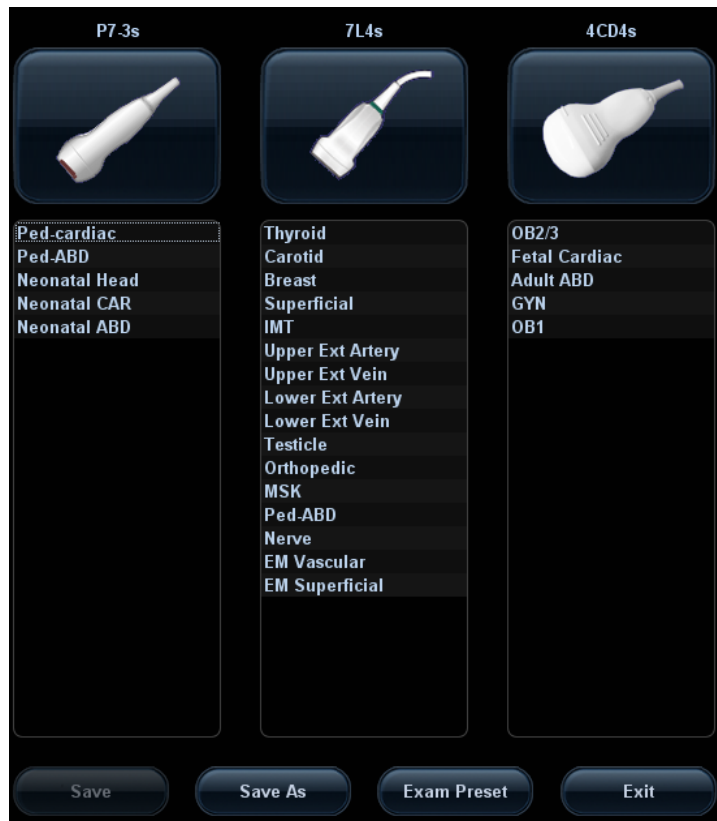 P7-3s
7L4s
4CD4s
Ped-cardiac
Ped-ABD
Neonatal Head
Neonatal CAR
Neonatal ABD
Thyroid
Carotid
Breast
Superficial
IMT
Upper Ext Artery
Upper Ext Vein
Lower Ext Artery
Lower Ext Vein
Testicle
Orthopedic
MSK
Ped-ABD
Nerve
EM Vascular
EM Superficial
OB2/3
Fetal Cardiac
Adult ABD
GYN
OB1
Save
Save As
Exam Preset
Exit